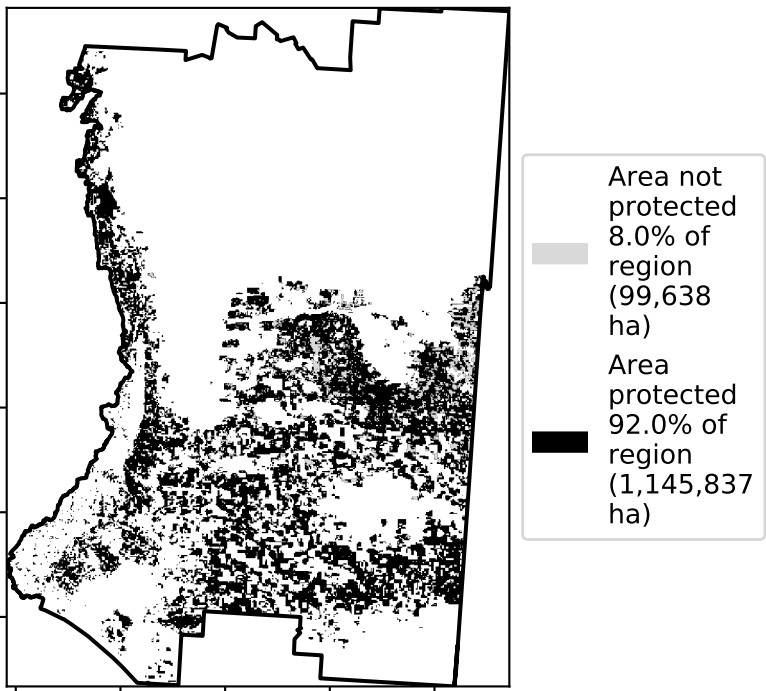 Area not
protected
8.0% of
region
(99,638
ha)
Area
protected
92.0% of
region
(1,145,837
ha)